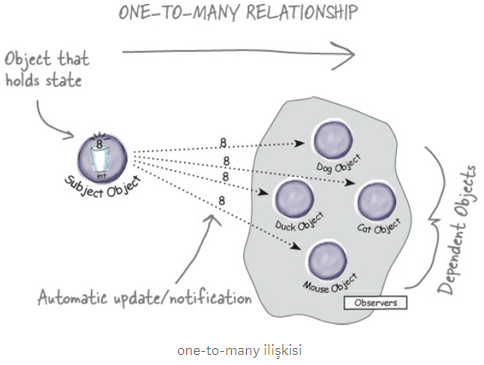 ONE-TO-MANY RELATIONSHIP
Object that
holds state
8
int
Subject Object
8
8
8
8
Dog Object
Duck Object
Cat Object
Mouse Object
Observers
Dependent Objects
Automatic update/notification
one-to-many ilişkisi